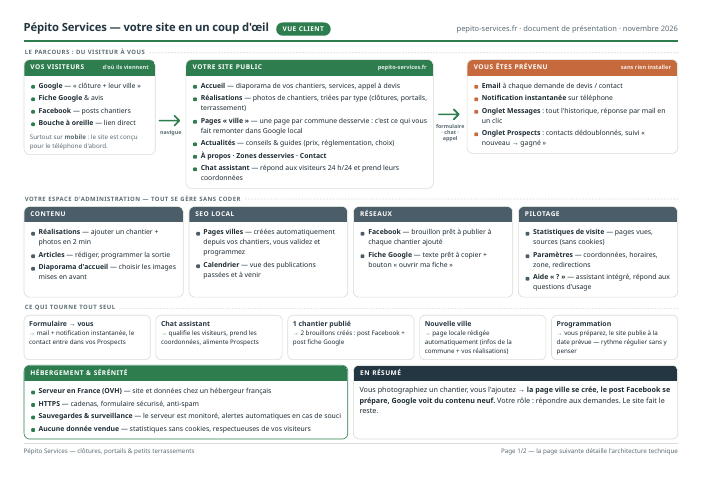 Pépito Services — votre site en un coup d'œil VUE CLIENT pepito-services.fr · document de présentation · novembre 2026
LE PARCOURS : DU VISITEUR À VOUS
VOS VISITEURS d'où ils viennent
Google — « clôture + leur ville »
Fiche Google & avis
Facebook — posts chantiers
Bouche à oreille — lien direct
Surtout sur mobile : le site est conçu
pour le téléphone d'abord.
navigue
VOTRE SITE PUBLIC pepito-services.fr
Accueil — diaporama de vos chantiers, services, appel à devis
Réalisations — photos de chantiers, triées par type (clôtures, portails,
terrassement)
Pages « ville » — une page par commune desservie : c'est ce qui vous
fait remonter dans Google local
Actualités — conseils & guides (prix, réglementation, choix)
À propos · Zones desservies · Contact
Chat assistant — répond aux visiteurs 24 h/24 et prend leurs
coordonnées
formulaire
· chat ·
appel
VOUS ÊTES PRÉVENU sans rien installer
Email à chaque demande de devis / contact
Notification instantanée sur téléphone
Onglet Messages : tout l'historique, réponse par mail en
un clic
Onglet Prospects : contacts dédoublonnés, suivi «
nouveau → gagné »
VOTRE ESPACE D'ADMINISTRATION — TOUT SE GÈRE SANS CODER
CONTENU
Réalisations — ajouter un chantier +
photos en 2 min
Articles — rédiger, programmer la sortie
Diaporama d'accueil — choisir les images
mises en avant
SEO LOCAL
Pages villes — créées automatiquement
depuis vos chantiers, vous validez et
programmez
Calendrier — vue des publications
passées et à venir
RÉSEAUX
Facebook — brouillon prêt à publier à
chaque chantier ajouté
Fiche Google — texte prêt à copier +
bouton « ouvrir ma fiche »
PILOTAGE
Statistiques de visite — pages vues,
sources (sans cookies)
Paramètres — coordonnées, horaires,
zone, redirections
Aide « ? » — assistant intégré, répond aux
questions d'usage
CE QUI TOURNE TOUT SEUL
Formulaire → vous
→ mail + notification instantanée, le
contact entre dans vos Prospects
Chat assistant
→ qualifie les visiteurs, prend les
coordonnées, alimente Prospects
1 chantier publié
→ 2 brouillons créés : post Facebook +
post fiche Google
Nouvelle ville
→ page locale rédigée
automatiquement (infos de la
commune + vos réalisations)
Programmation
→ vous préparez, le site publie à la
date prévue — rythme régulier sans y
penser
HÉBERGEMENT & SÉRÉNITÉ
Serveur en France (OVH) — site et données chez un hébergeur français
HTTPS — cadenas, formulaire sécurisé, anti-spam
Sauvegardes & surveillance — le serveur est monitoré, alertes automatiques en cas de souci
Aucune donnée vendue — statistiques sans cookies, respectueuses de vos visiteurs
EN RÉSUMÉ
Vous photographiez un chantier, vous l'ajoutez → la page ville se crée, le post Facebook se
prépare, Google voit du contenu neuf. Votre rôle : répondre aux demandes. Le site fait le
reste.
Pépito Services — clôtures, portails & petits terrassements Page 1/2 — la page suivante détaille l'architecture technique